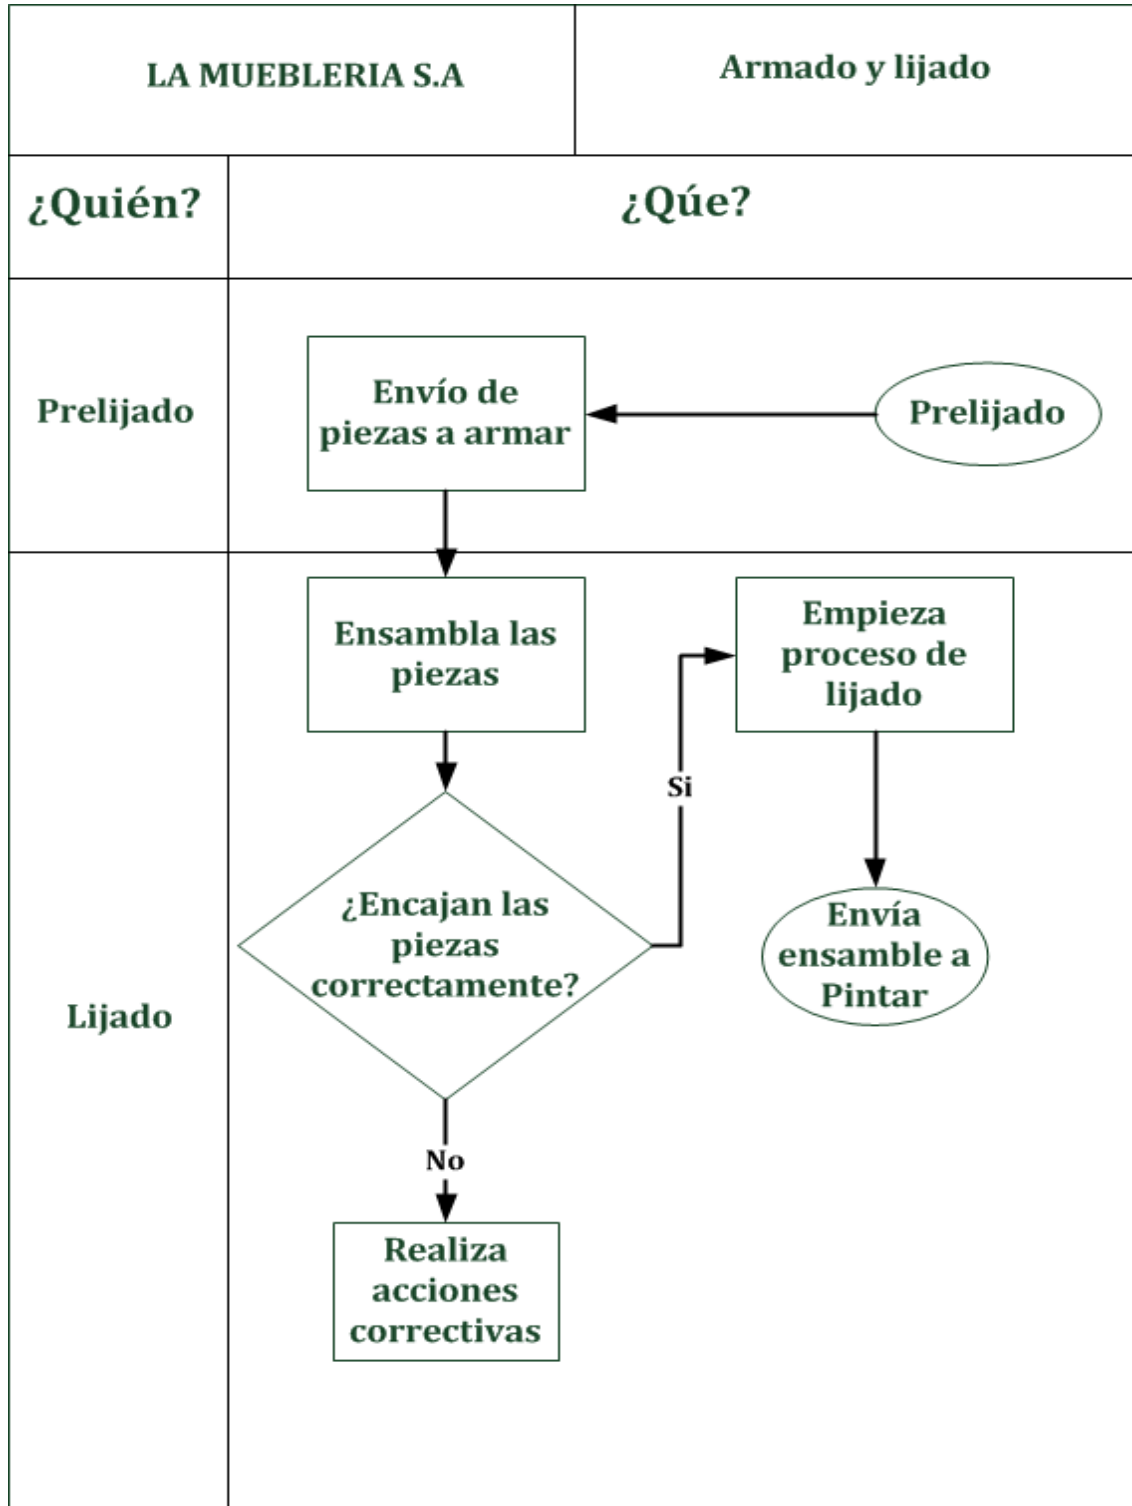 LA MUEBLERIA S.A
Armado y lijado
¿Quién?
¿Qúe?
Prelijado
Envío de
piezas a armar
Prelijado
Lijado
Ensambla las
piezas
Empieza
proceso de
lijado
Si
¿Encajan las
piezas
correctamente?
Envía
ensamble a
Pintar
No
Realiza
acciones
correctivas